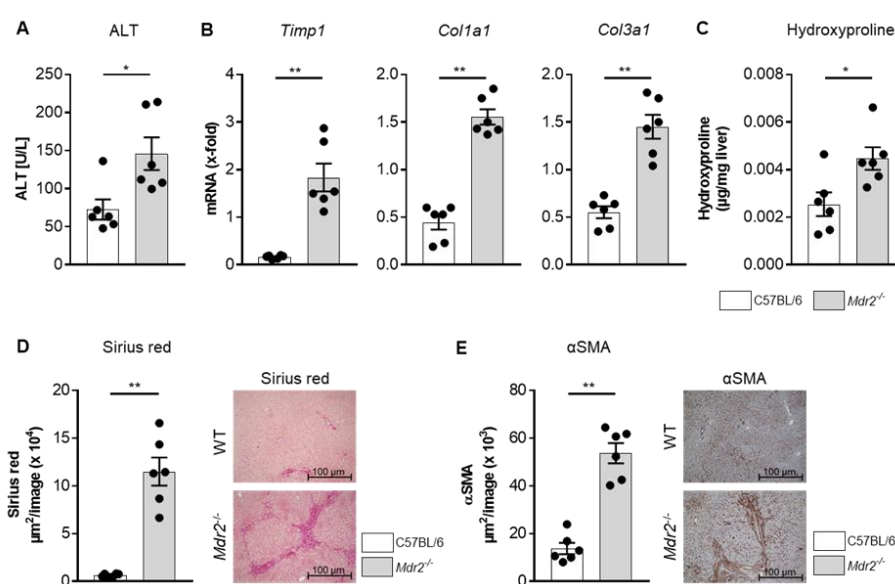 A
ALT
ALT [U/L]
250
200
150
100
50
0
*
B
Timp1
mRNA (x-fold)
4
3
2
1
0
**
Col1a1
2.0
1.5
1.0
0.5
0.0
**
Col3a1
2.0
1.5
1.0
0.5
0.0
**
C
Hydroxyproline
Hydroxyproline
(µg/mg liver)
0.008
0.006
0.004
0.002
0.000
*
C57BL/6
Mdr2-/-
D
Sirius red
Sirius red
µm²/image (x 10⁴)
20
15
10
5
0
**
Sirius red
WT
100 µm
Mdr2-/-
100 µm
C57BL/6
Mdr2-/-
E
αSMA
αSMA
µm²/image (x 10³)
80
60
40
20
0
**
αSMA
WT
100 µm
Mdr2-/-
100 µm
C57BL/6
Mdr2-/-